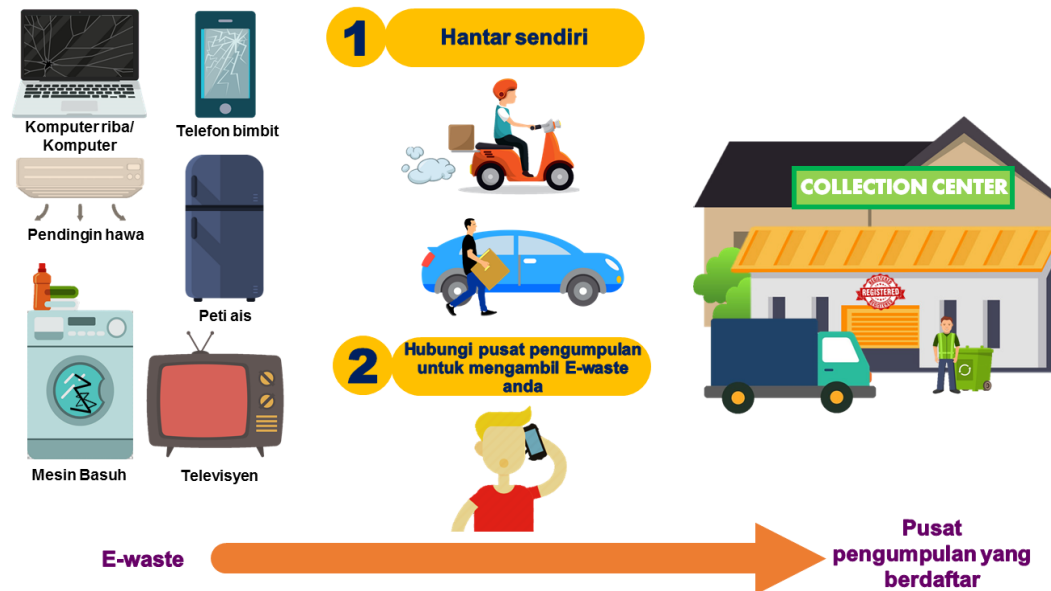 Komputer riba/
Komputer
Telefon bimbit
Pendingin hawa
Peti ais
Mesin Basuh
Televisyen
1
Hantar sendiri
2
Hubungi pusat pengumpulan
untuk mengambil E-waste
anda
COLLECTION CENTER
REGISTERED
E-waste
Pusat
pengumpulan yang
berdaftar